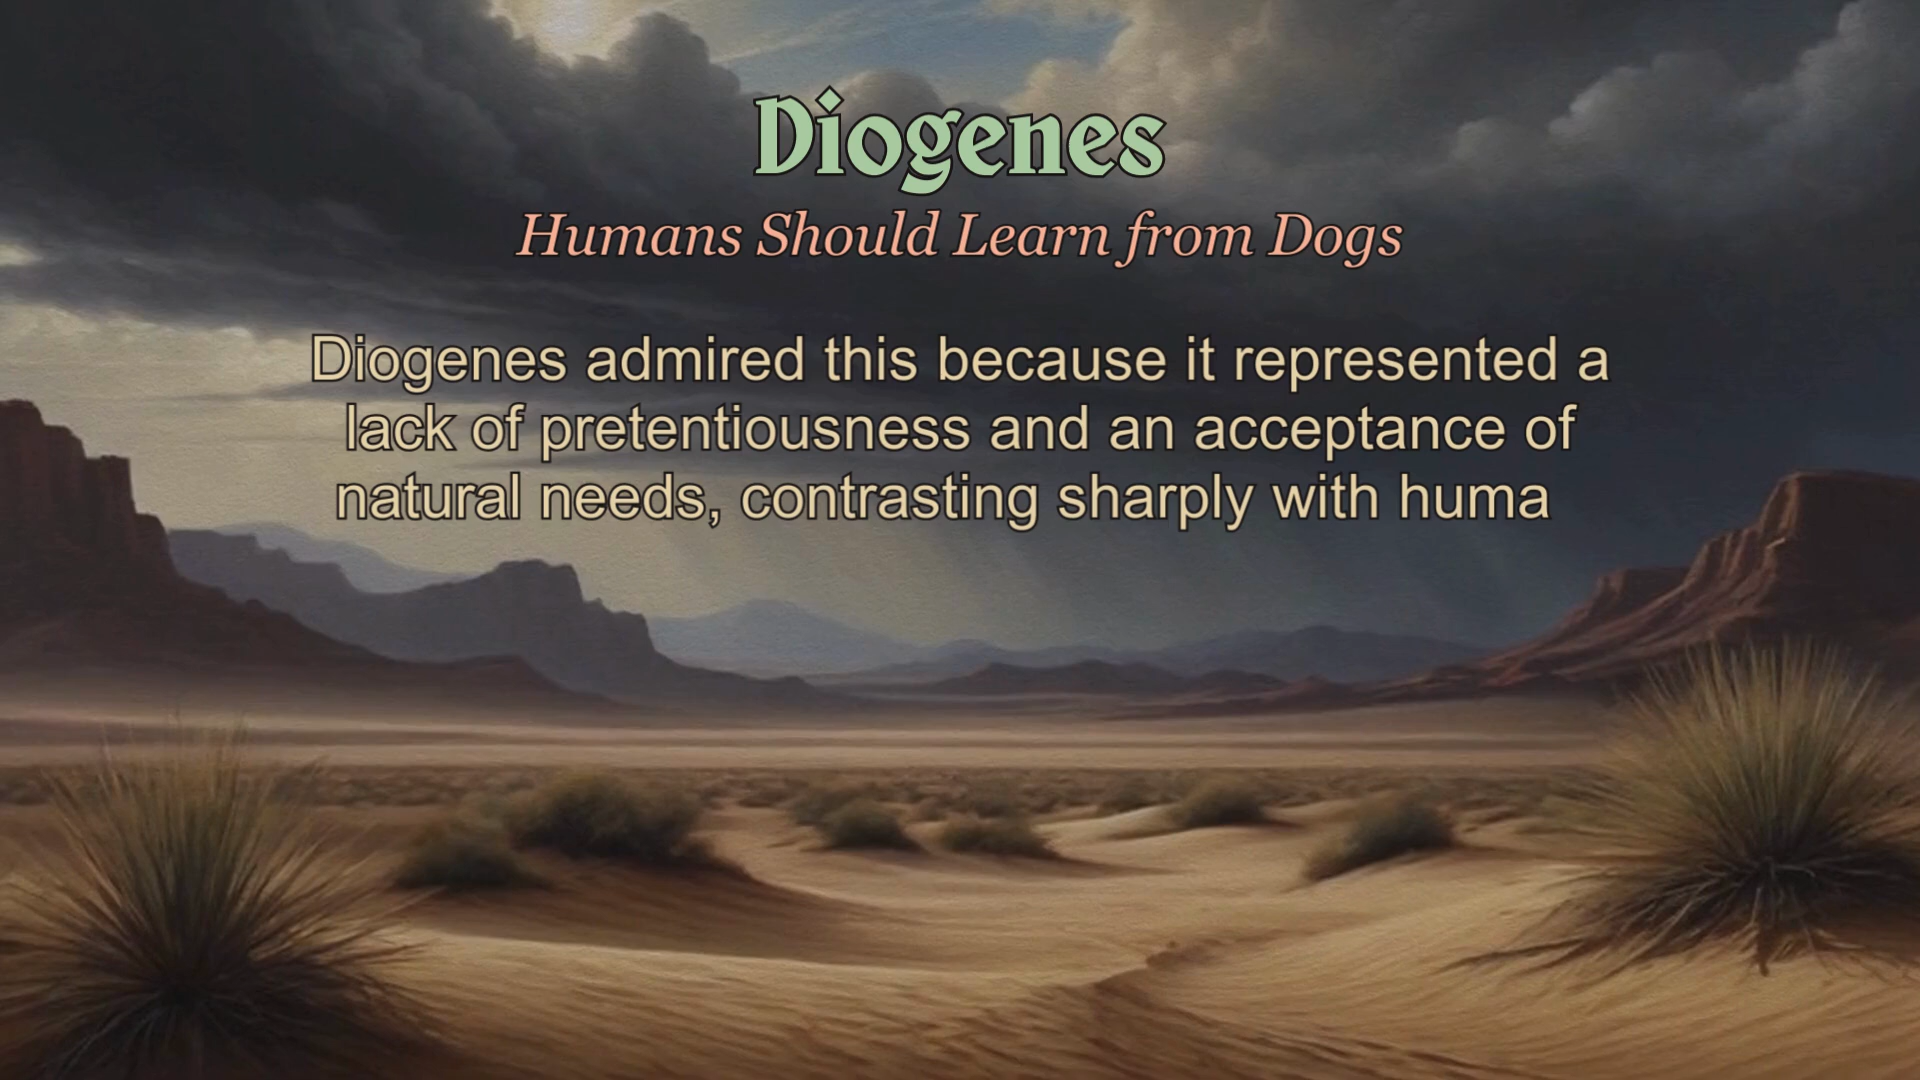 Diogenes
Humans Should Learn from Dogs
Diogenes admired this because it represented a
lack of pretentiousness and an acceptance of
natural needs, contrasting sharply with huma